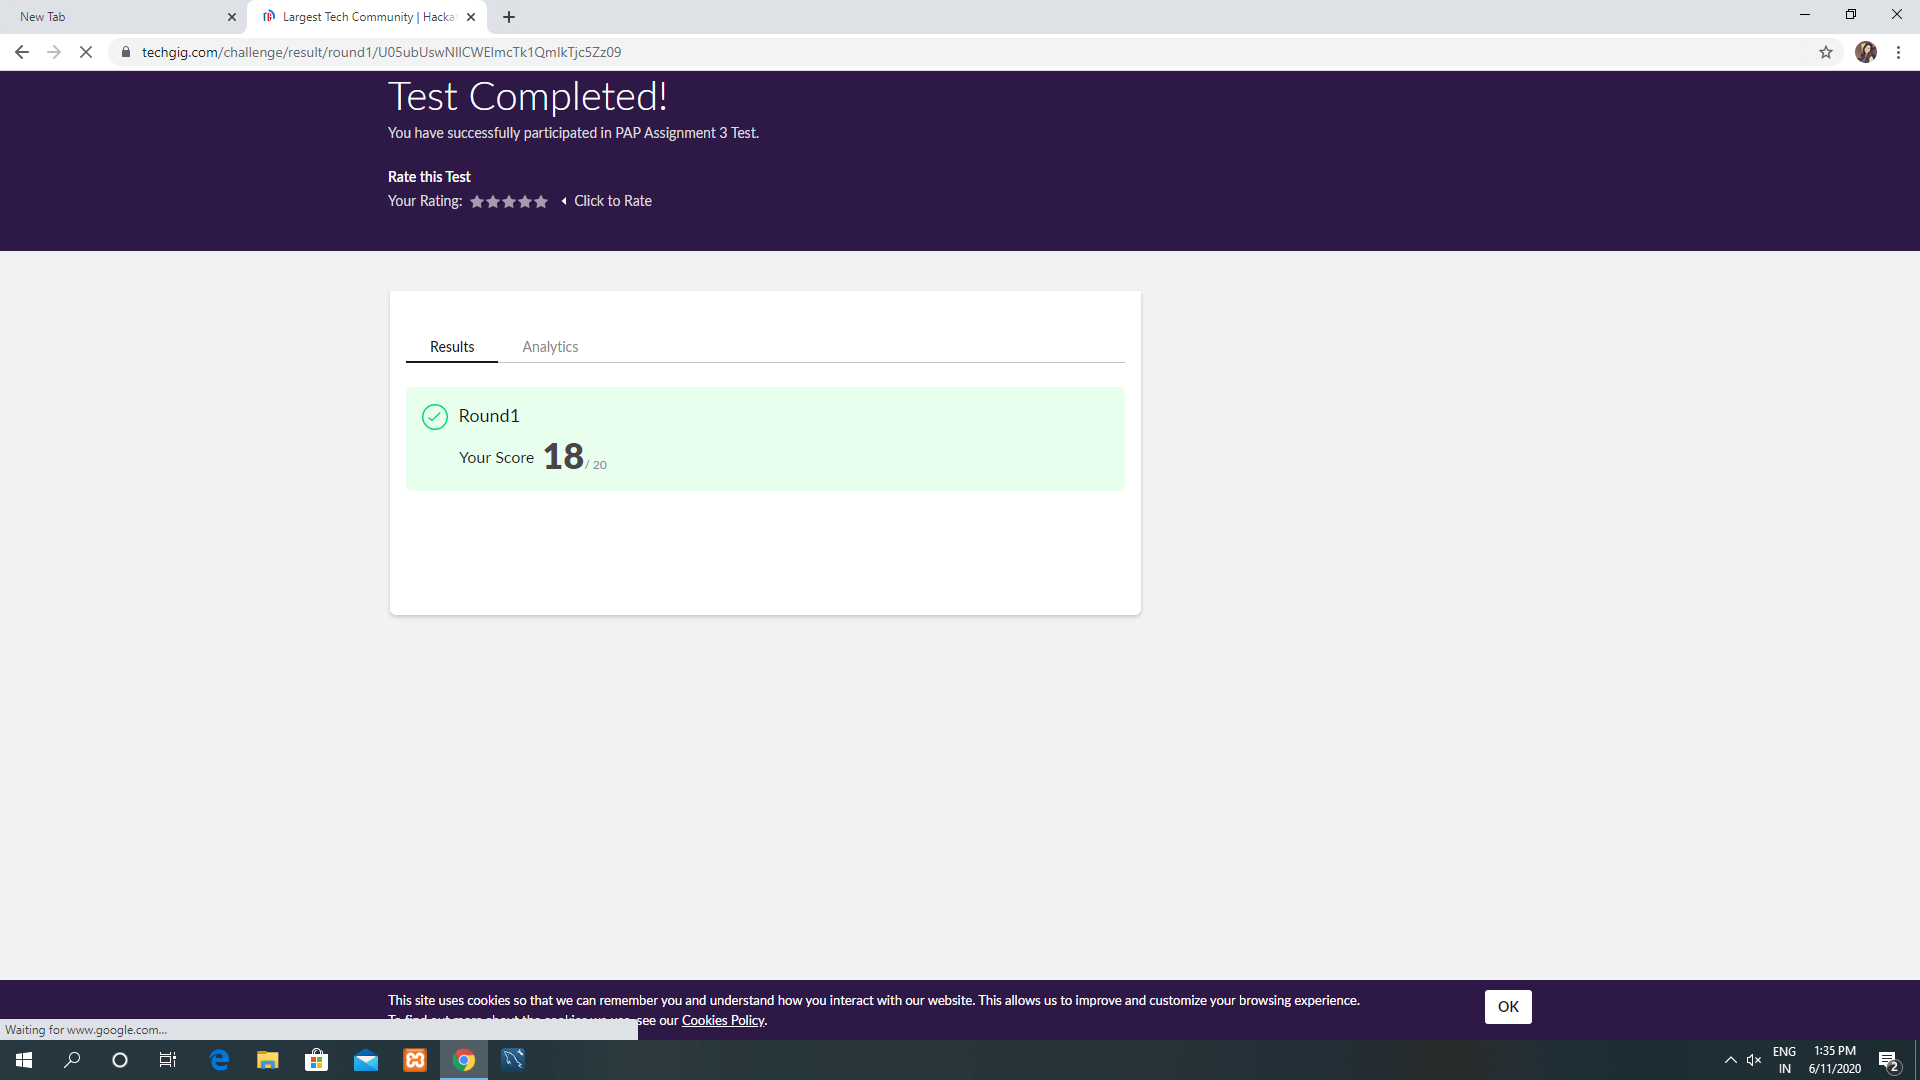 New Tab
Largest Tech Community | Hacka
techgig.com/challenge/result/round1/U05ubUswNllCWElmcTk1QmlkTjc5Zz09
Test Completed!
You have successfully participated in PAP Assignment 3 Test.
Rate this Test
Your Rating: Click to Rate
Results Analytics
Round1
Your Score 18 / 20
This site uses cookies so that we can remember you and understand how you interact with our website. This allows us to improve and customize your browsing experience.
see our Cookies Policy.
OK
Waiting for www.google.com...
ENG
IN
1:35 PM
6/11/2020
2